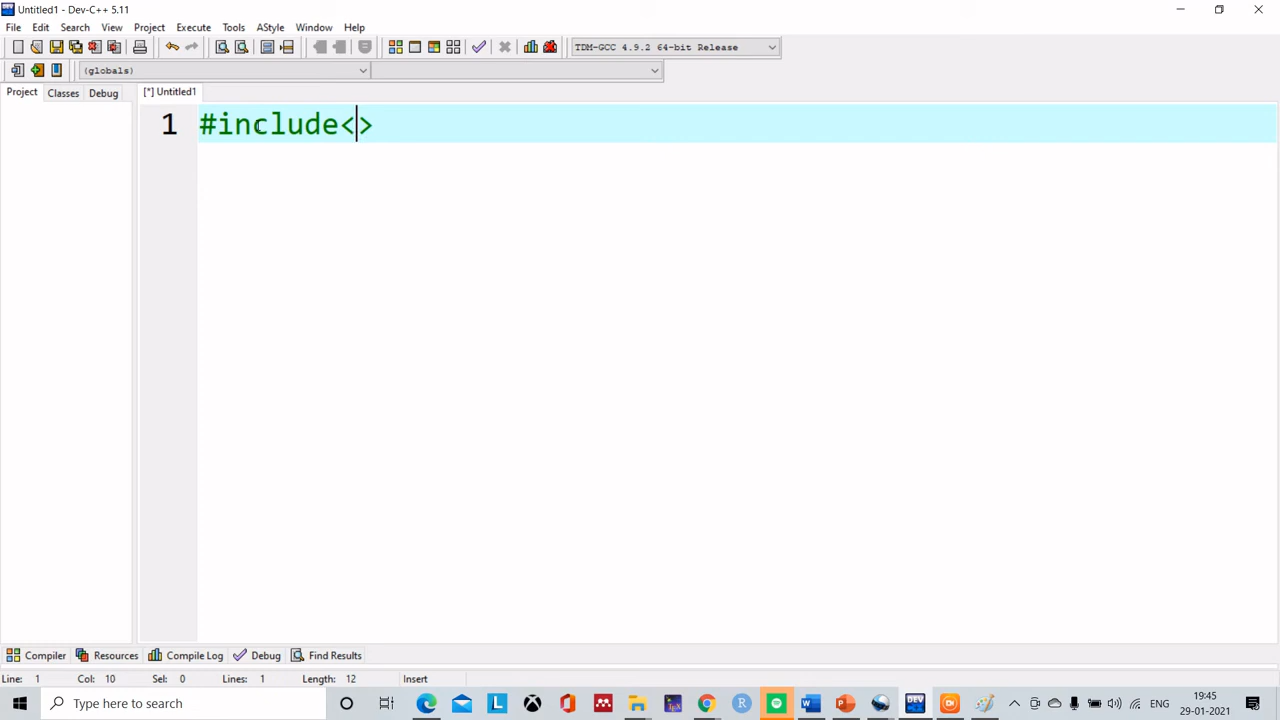 Untitled1 - Dev-C++ 5.11
File Edit Search View Project Execute Tools AStyle Window Help
TDM-GCC 4.9.2 64-bit Release
(globals)
Project Classes Debug [*] Untitled1
1 #include<>
Compiler Resources Compile Log Debug Find Results
Line: 1 Col: 10 Sel: 0 Lines: 1 Length: 12 Insert
Type here to search
ENG
19:45
29-01-2021